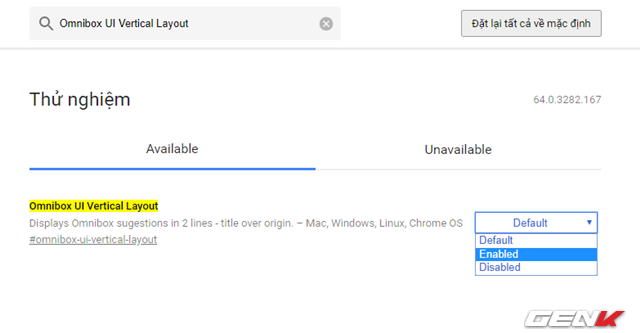 Omnibox UI Vertical Layout
Đặt lại tất cả về mặc định
Thử nghiệm
64.0.3282.167
Available
Unavailable
Omnibox UI Vertical Layout
Displays Omnibox sugestions in 2 lines - title over origin. – Mac, Windows, Linux, Chrome OS
#omnibox-ui-vertical-layout
Default
Default
Enabled
Disabled
GENK